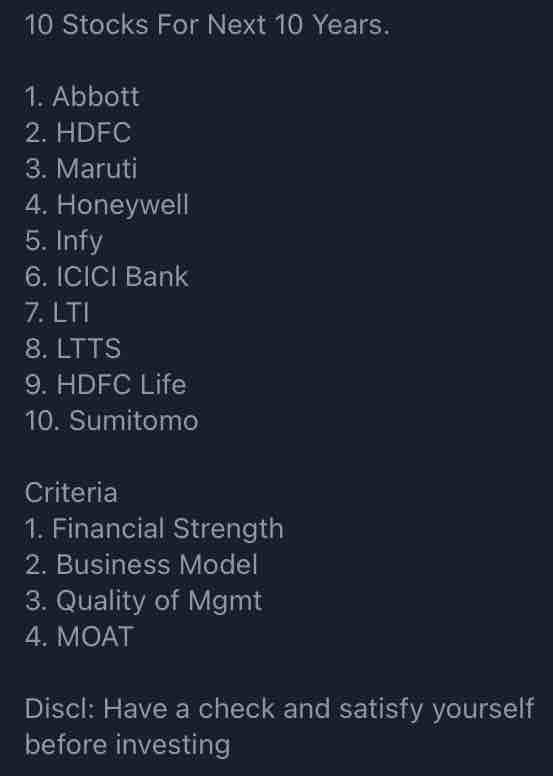 10 Stocks For Next 10 Years.
1. Abbott
2. HDFC
3. Maruti
4. Honeywell
5. Infy
6. ICICI Bank
7. LTI
8. LTTS
9. HDFC Life
10. Sumitomo
Criteria
1. Financial Strength
2. Business Model
3. Quality of Mgmt
4. MOAT
Discl: Have a check and satisfy yourself
before investing